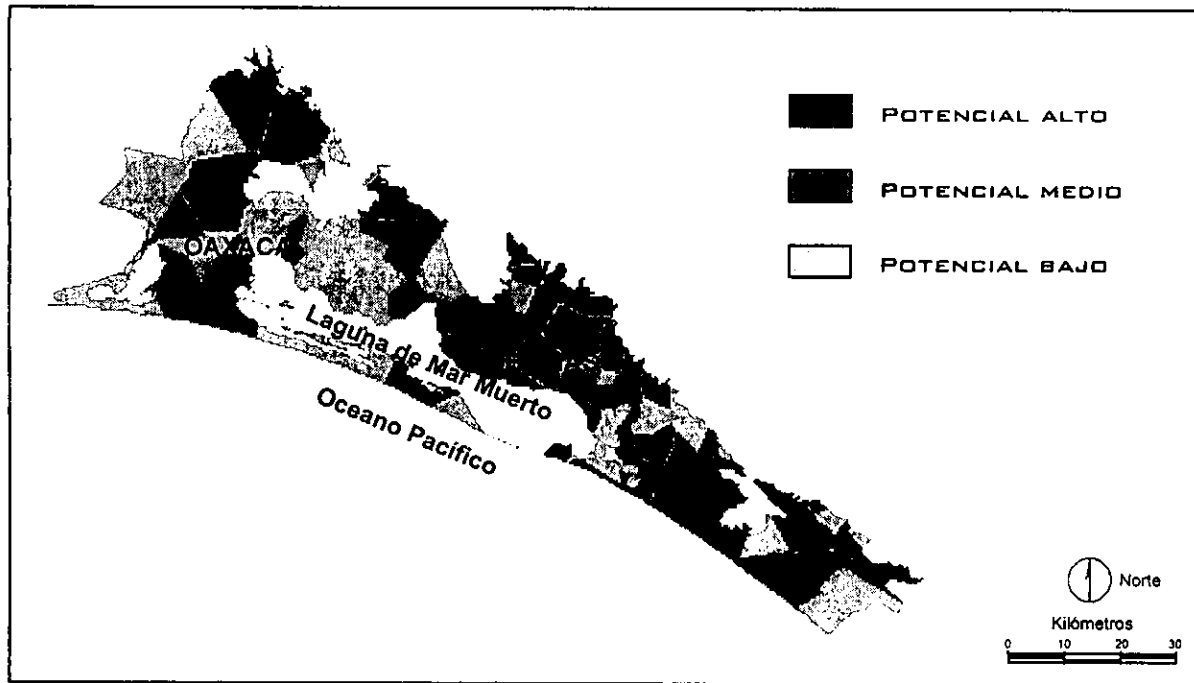 POTENCIAL ALTO
POTENCIAL MEDIO
OAXACA
POTENCIAL BAJO
Laguna de Mar Muerto
Oceano Pacífico
Norte
Kilómetros
0 10 20 30